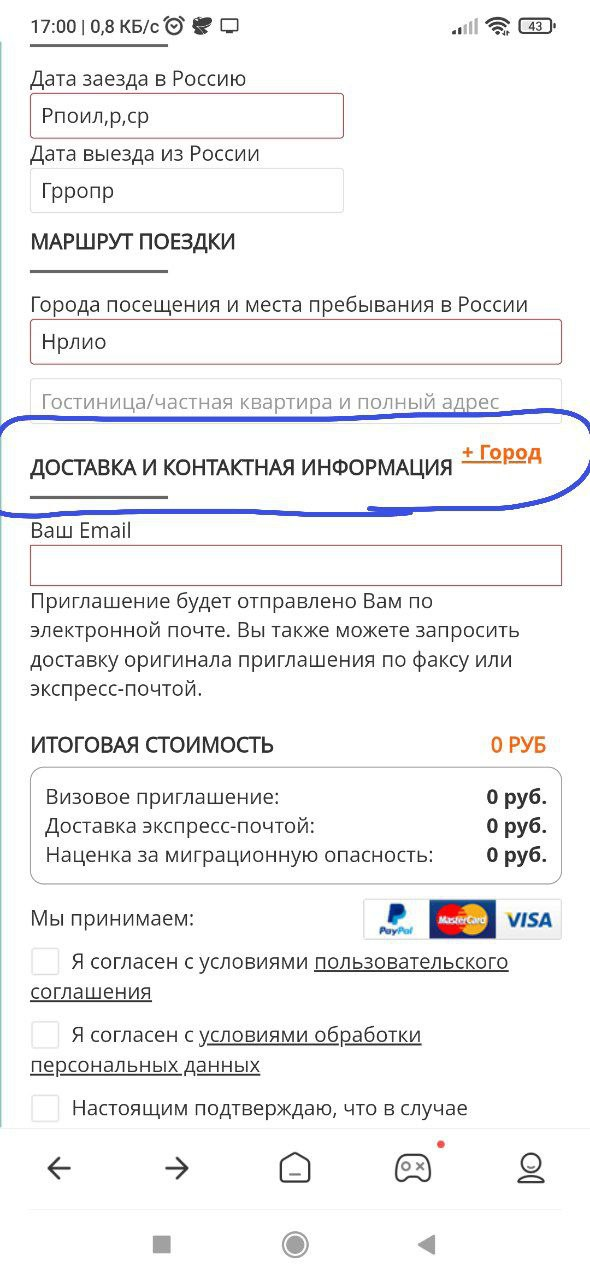 17:00 | 0,8 КБ/с
43
Дата заезда в Россию
Рпоил,р,ср
Дата выезда из России
Грропр
МАРШРУТ ПОЕЗДКИ
Города посещения и места пребывания в России
Нрлио
Гостиница/частная квартира и полный адрес
+ Город
ДОСТАВКА И КОНТАКТНАЯ ИНФОРМАЦИЯ
Ваш Email
Приглашение будет отправлено Вам по
электронной почте. Вы также можете запросить
доставку оригинала приглашения по факсу или
экспресс-почтой.
ИТОГОВАЯ СТОИМОСТЬ 0 РУБ
Визовое приглашение: 0 руб.
Доставка экспресс-почтой: 0 руб.
Наценка за миграционную опасность: 0 руб.
Мы принимаем: PayPal MasterCard VISA
Я согласен с условиями пользовательского
соглашения
Я согласен с условиями обработки
персональных данных
Настоящим подтверждаю, что в случае